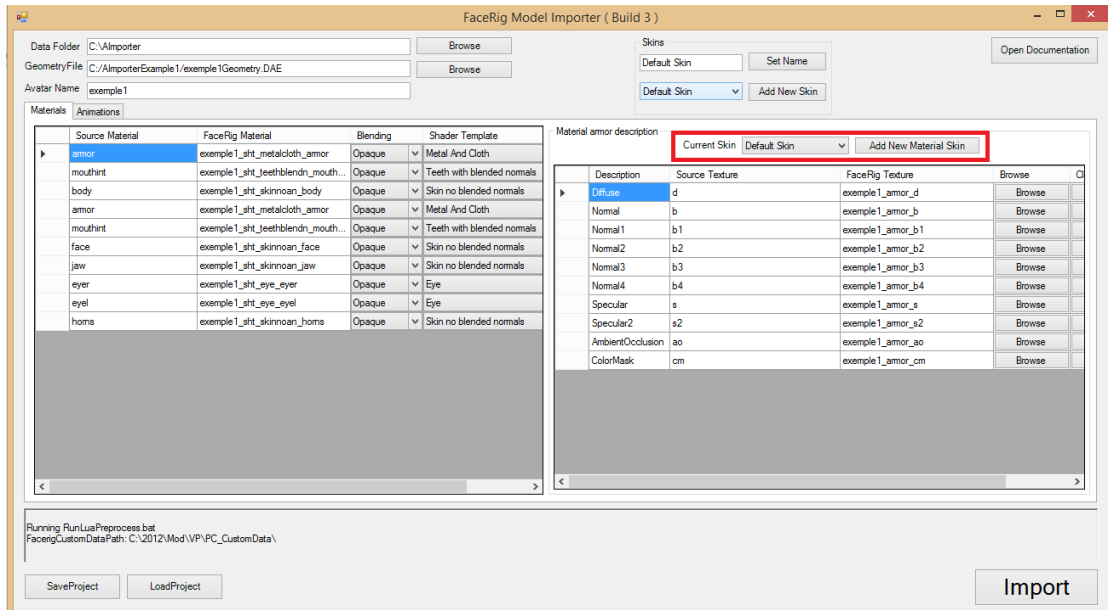 FaceRig Model Importer ( Build 3 )
Data Folder C:\AImporter Browse
GeometryFile C:/AImporterExample1/exemple1Geometry.DAE Browse
Avatar Name exemple1
Skins
Default Skin Set Name
Default Skin Add New Skin
Open Documentation
Materials Animations
Source Material FaceRig Material Blending Shader Template
armor exemple1_sht_metalcloth_armor Opaque Metal And Cloth
mouthint exemple1_sht_teethblendn_mouth... Opaque Teeth with blended normals
body exemple1_sht_skinnoan_body Opaque Skin no blended normals
armor exemple1_sht_metalcloth_armor Opaque Metal And Cloth
mouthint exemple1_sht_teethblendn_mouth... Opaque Teeth with blended normals
face exemple1_sht_skinnoan_face Opaque Skin no blended normals
jaw exemple1_sht_skinnoan_jaw Opaque Skin no blended normals
eyer exemple1_sht_eye_eyer Opaque Eye
eyel exemple1_sht_eye_eyel Opaque Eye
horns exemple1_sht_skinnoan_horns Opaque Skin no blended normals
Material armor description
Current Skin Default Skin Add New Material Skin
Description Source Texture FaceRig Texture Browse
Diffuse d exemple1_armor_d Browse
Normal b exemple1_armor_b Browse
Normal1 b1 exemple1_armor_b1 Browse
Normal2 b2 exemple1_armor_b2 Browse
Normal3 b3 exemple1_armor_b3 Browse
Normal4 b4 exemple1_armor_b4 Browse
Specular s exemple1_armor_s Browse
Specular2 s2 exemple1_armor_s2 Browse
AmbientOcclusion ao exemple1_armor_ao Browse
ColorMask cm exemple1_armor_cm Browse
Running RunLuaPreprocess.bat
FacerigCustomDataPath: C:\2012\Mod\VP\PC_CustomData\
SaveProject LoadProject Import